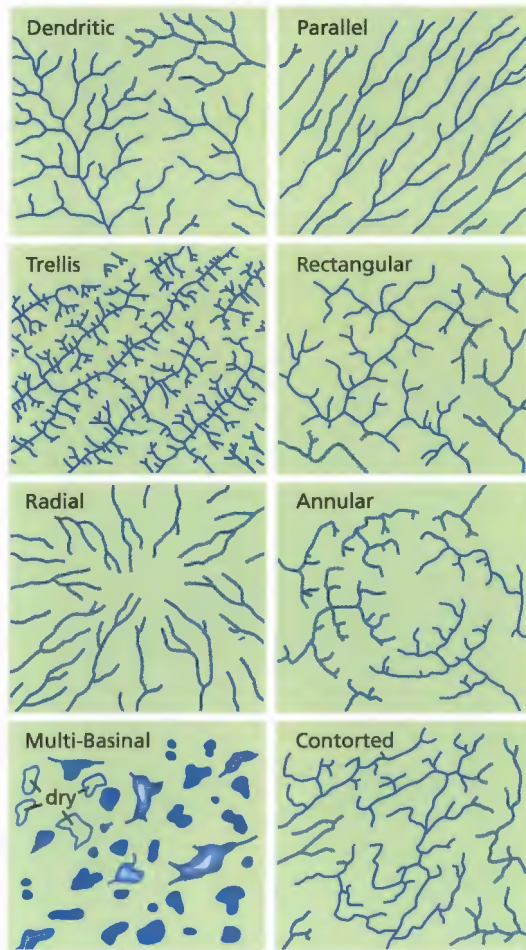 Dendritic
Parallel
Trellis
Rectangular
Radial
Annular
Multi-Basinal
dry
Contorted